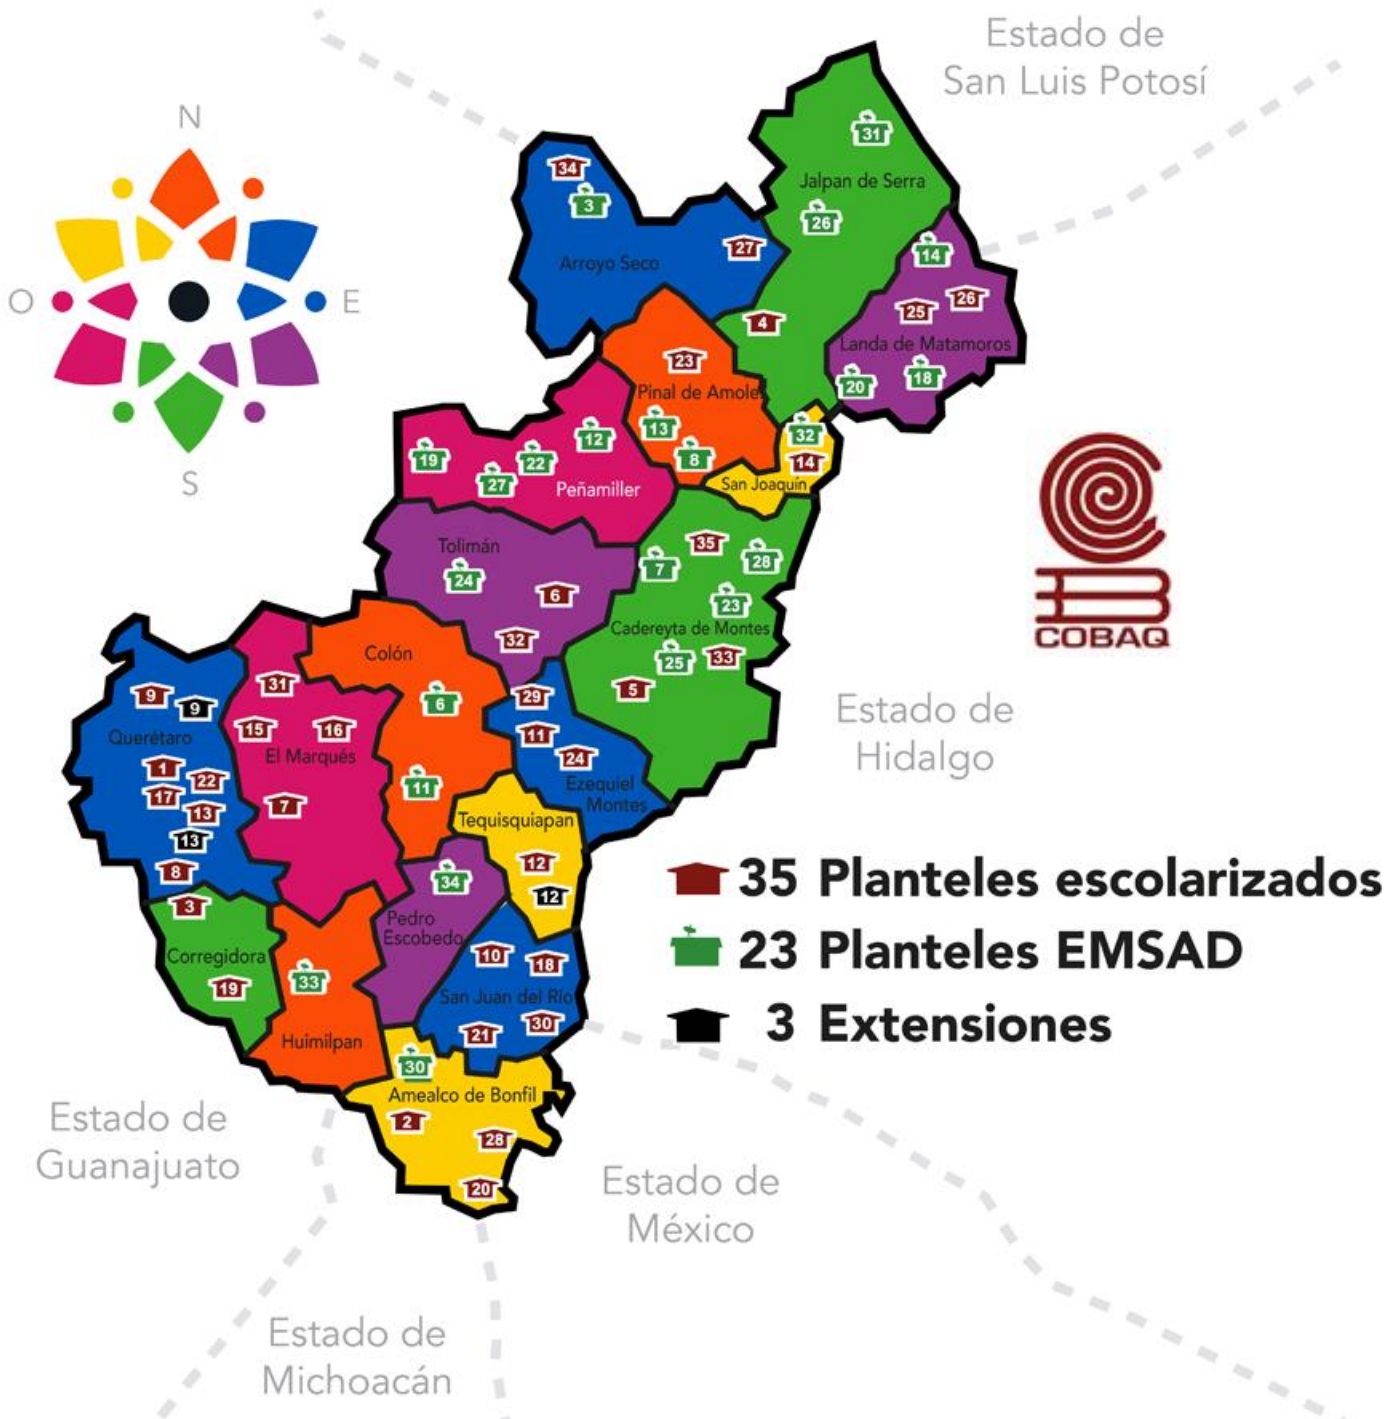 Estado de
San Luis Potosí
N
O
E
S
31
Jalpan de Serra
26
4
34
3
27
Arroyo Seco
14
26
25
Landa de Matamoros
20
18
23
Pinal de Amoles
13
8
32
14
San Joaquín
12
19
22
27
Peñamiller
Tolimán
24
6
32
35
7
28
23
Cadereyta de Montes
25
33
5
COBAQ
Colón
6
11
29
11
24
Ezequiel
Montes
Estado de
Hidalgo
9
9
Querétaro
1
22
17
13
13
8
31
15
16
El Marqués
7
Tequisquiapan
12
12
34
Pedro
Escobedo
35 Planteles escolarizados
23 Planteles EMSAD
3 Extensiones
3
Corregidora
19
33
Huimilpan
10
18
San Juan del Río
21
30
30
Amealco de Bonfil
2
28
20
Estado de
Guanajuato
Estado de
México
Estado de
Michoacán